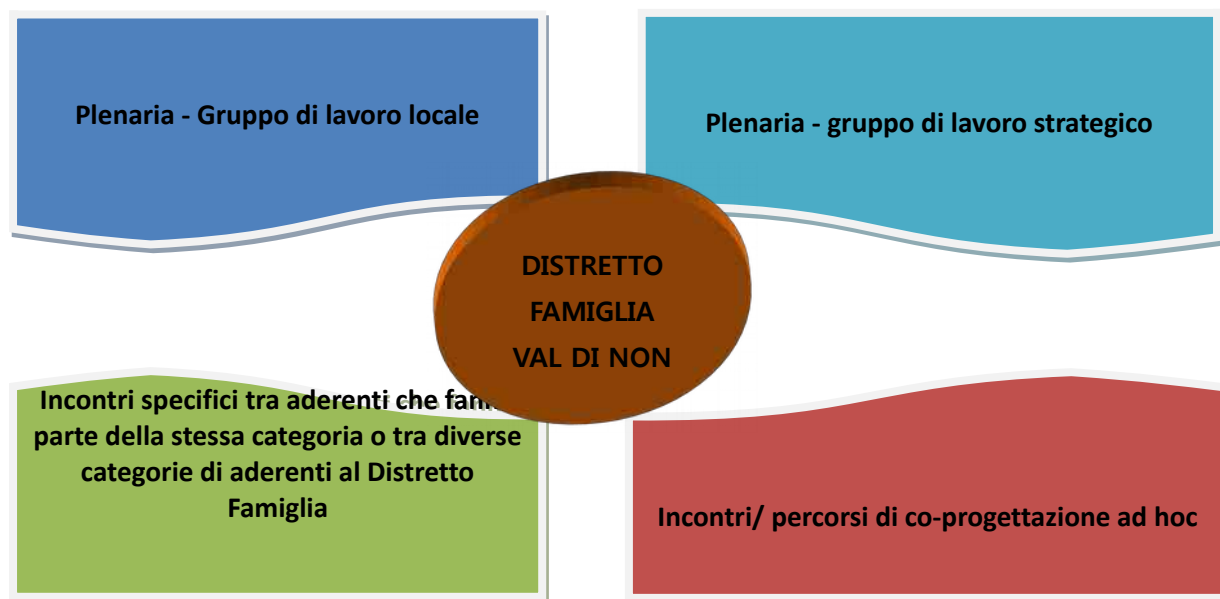 Plenaria - Gruppo di lavoro locale
Plenaria - gruppo di lavoro strategico
DISTRETTO
FAMIGLIA
VAL DI NON
Incontri specifici tra aderenti che
parte della stessa categoria o tra diverse
categorie di aderenti al Distretto
Famiglia
Incontri/ percorsi di co-progettazione ad hoc